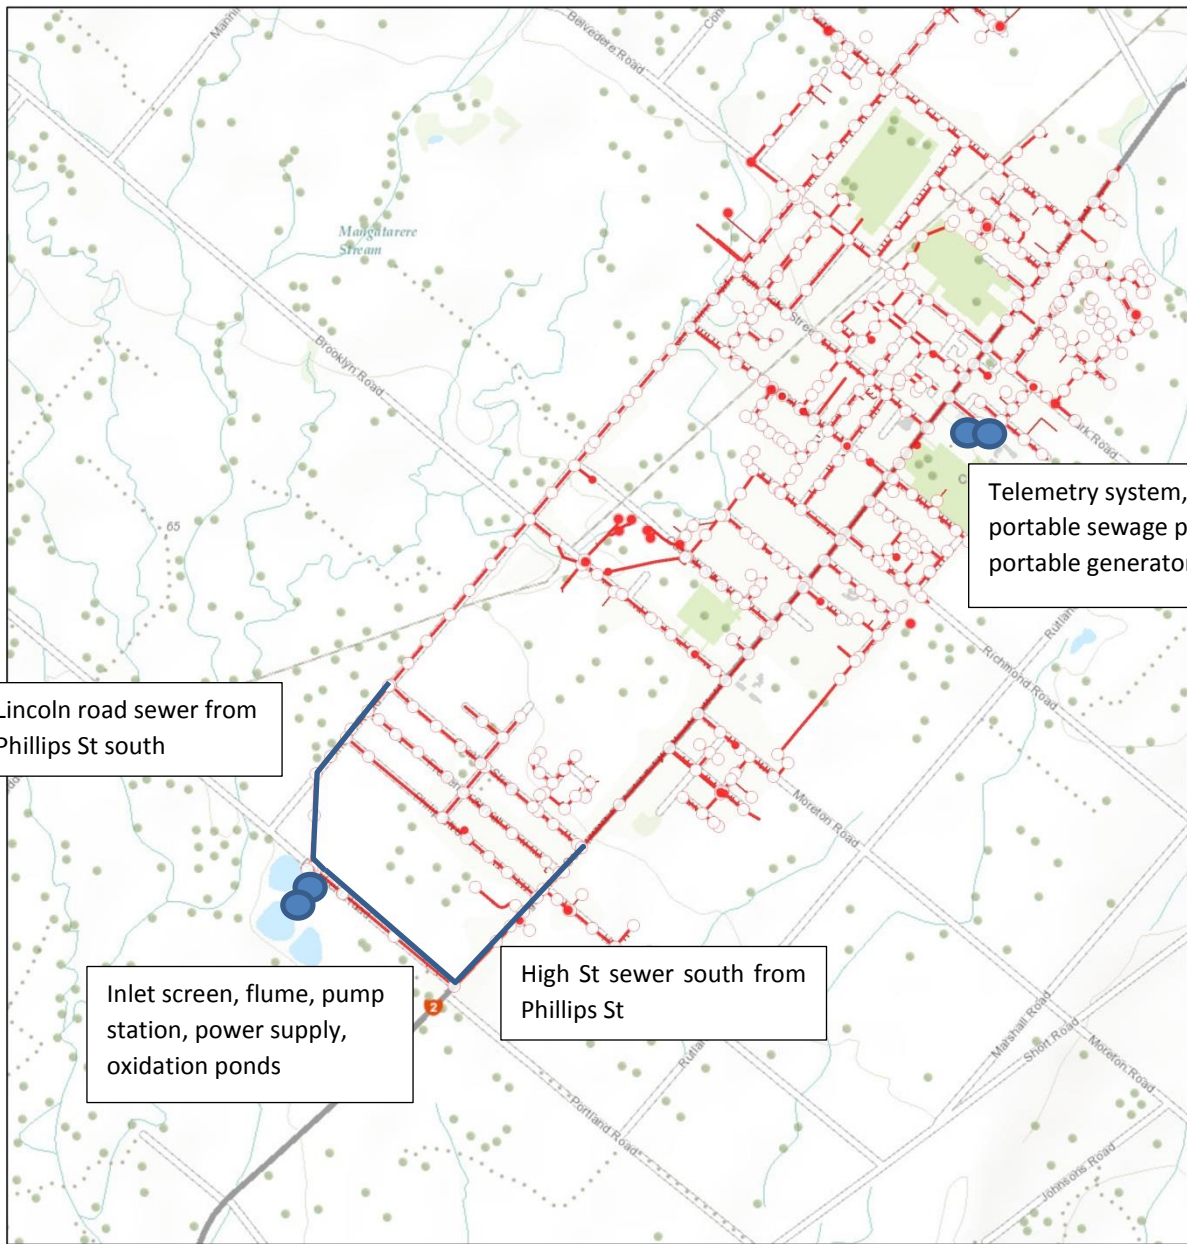 Belvedere Road
Mangatarere
Stream
Brooklyn Road
65
Telemetry system,
portable sewage p
portable generator
Richmond Road
Lincoln road sewer from
Phillips St south
Moreton Road
High St sewer south from
Phillips St
Inlet screen, flume, pump
station, power supply,
oxidation ponds
2
Marshall Road
Short Road
Moreton Road
Portland Road
Johnsons Road